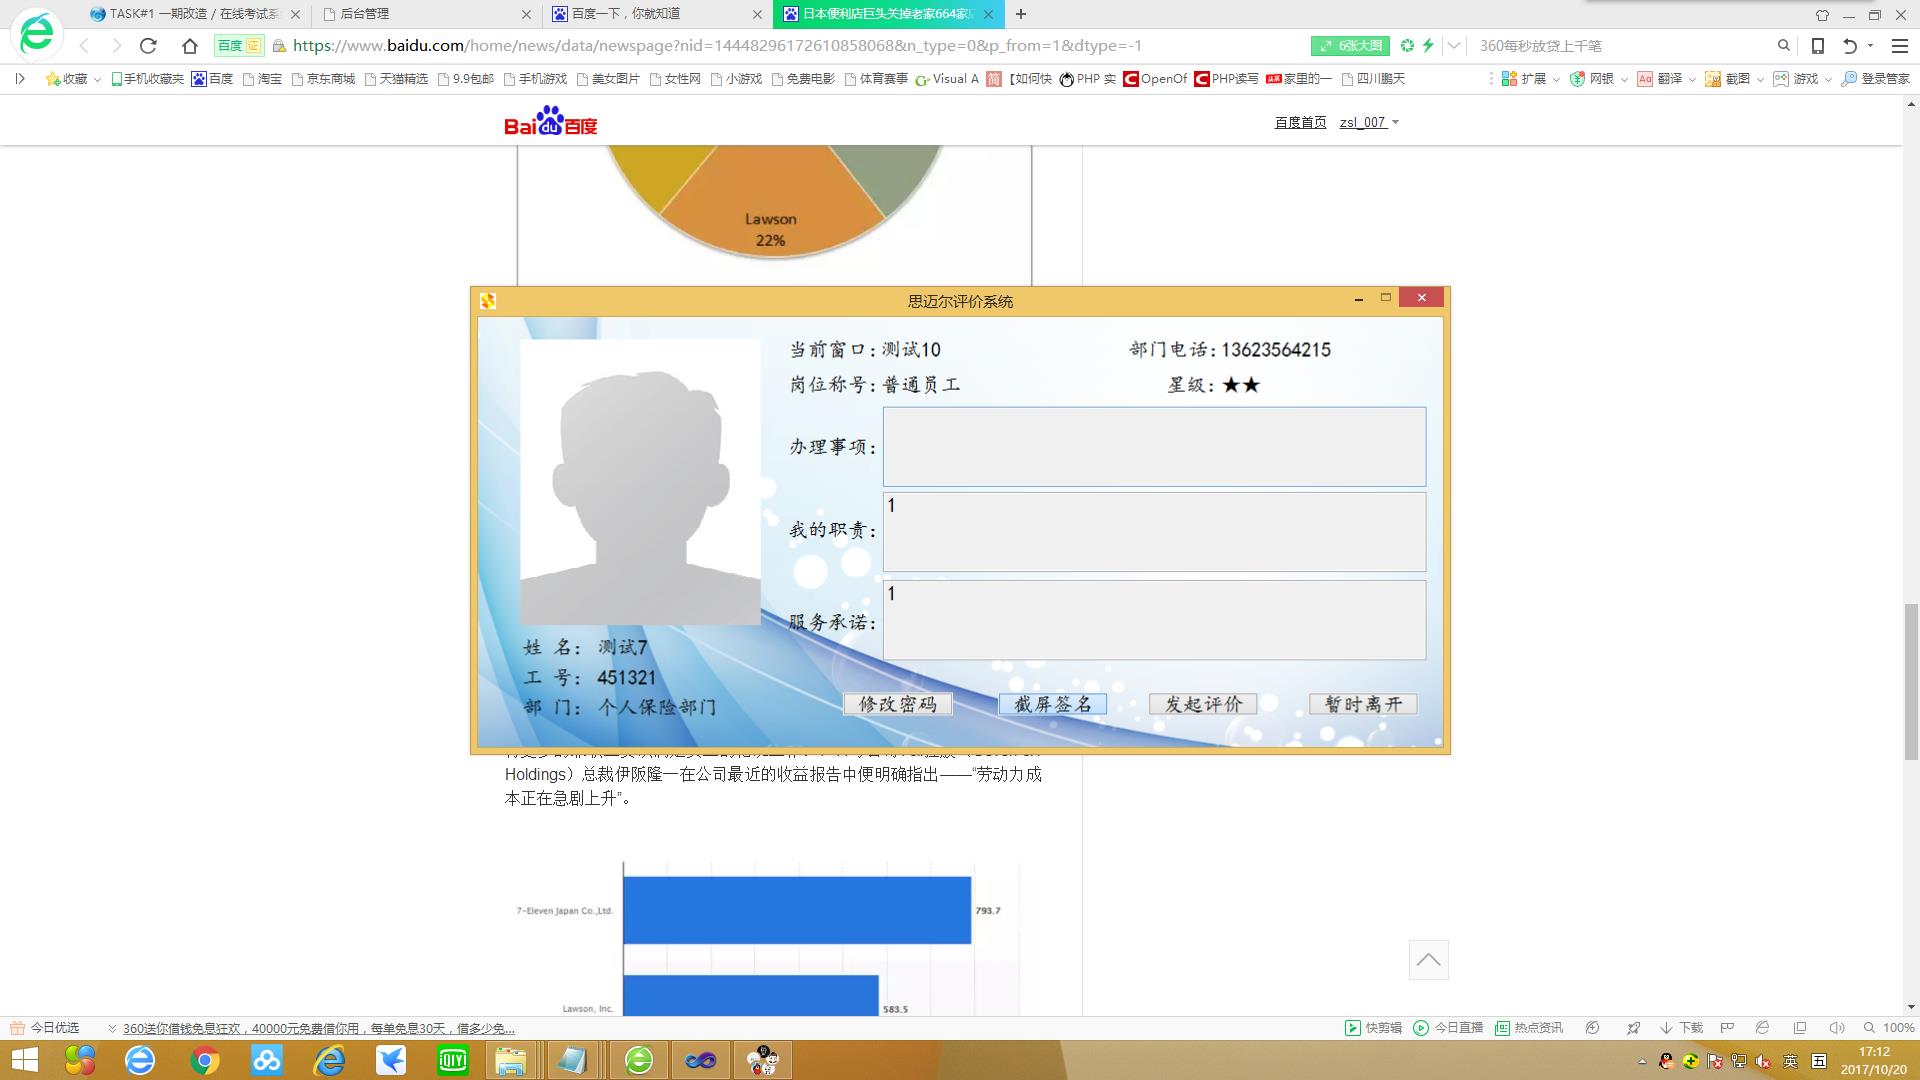 TASK#1 一期改造 / 在线考试系
后台管理
百度一下，你就知道
日本便利店巨头关掉老家664家店
百度
证
https://www.baidu.com/home/news/data/newspage?nid=14448296172610858068&n_type=0&p_from=1&dtype=-1
6张大图
360每秒放贷上千笔
收藏
手机收藏夹
百度
淘宝
京东商城
天猫精选
9.9包邮
手机游戏
美女图片
女性网
小游戏
免费电影
体育赛事
Visual A
简
【如何快
PHP 实
OpenOf
PHP读写
家里的一
四川鹏天
扩展
网银
翻译
截图
游戏
登录管家
Baidu百度
百度首页
zsl_007
Lawson
22%
思迈尔评价系统
当前窗口：测试10
部门电话：13623564215
岗位称号：普通员工
星级：★★
办理事项：
我的职责：
1
服务承诺：
1
姓 名： 测试7
工 号： 451321
部 门： 个人保险部门
修改密码
截屏签名
发起评价
暂时离开
Holdings）总裁伊阪隆一在公司最近的收益报告中便明确指出——“劳动力成
本正在急剧上升”。
7-Eleven Japan Co.,Ltd.
793.7
Lawson, Inc.
583.5
今日优选
360送你借钱免息狂欢，40000元免费借你用，每单免息30天，借多少免...
快剪辑
今日直播
热点资讯
下载
100%
QIYI
英
五
17:12
2017/10/20